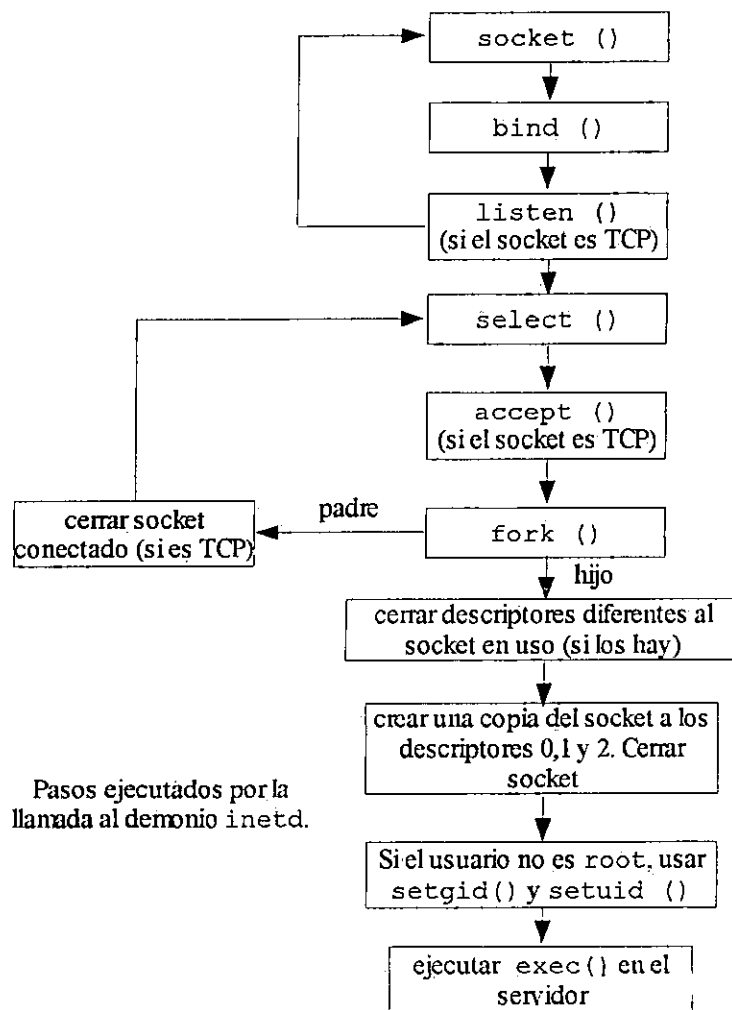 socket ()
bind ()
listen ()
(si el socket es TCP)
select ()
accept ()
(si el socket es TCP)
fork ()
padre
cerrar socket
conectado (si es TCP)
hijo
cerrar descriptores diferentes al
socket en uso (si los hay)
crear una copia del socket a los
descriptores 0,1 y 2. Cerrar
socket
Pasos ejecutados por la
llamada al demonio inetd.
Si el usuario no es root, usar
setgid() y setuid ()
ejecutar exec() en el
servidor